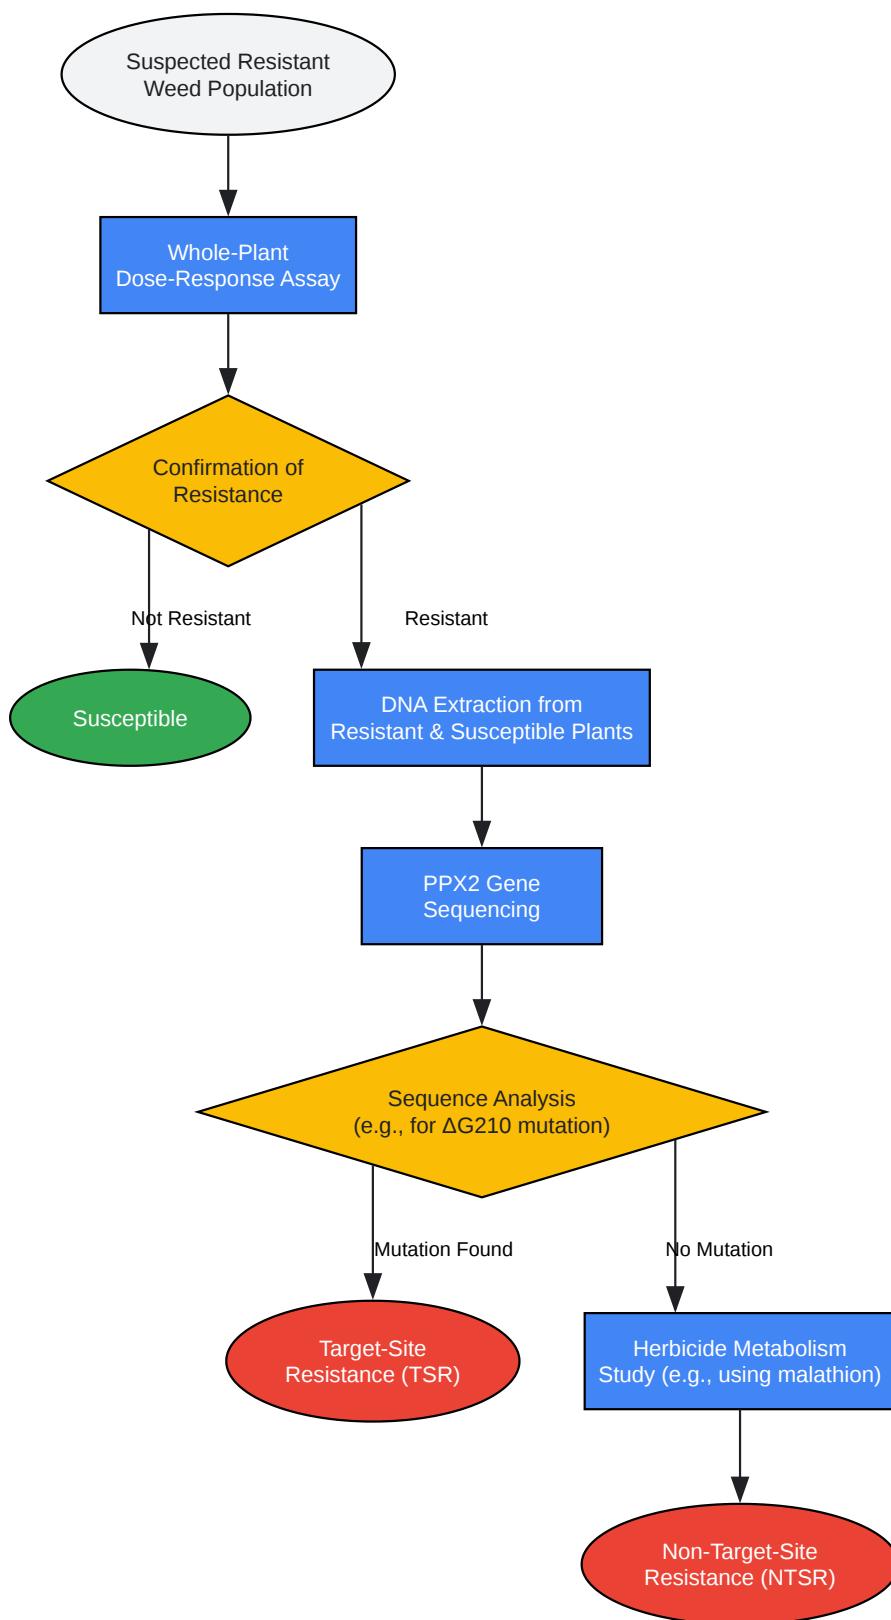 Suspected Resistant
Weed Population
Whole-Plant
Dose-Response Assay
Confirmation of
Resistance
Not Resistant
Resistant
Susceptible
DNA Extraction from
Resistant & Susceptible Plants
PPX2 Gene
Sequencing
Sequence Analysis
(e.g., for ΔG210 mutation)
Mutation Found
No Mutation
Target-Site
Resistance (TSR)
Herbicide Metabolism
Study (e.g., using malathion)
Non-Target-Site
Resistance (NTSR)